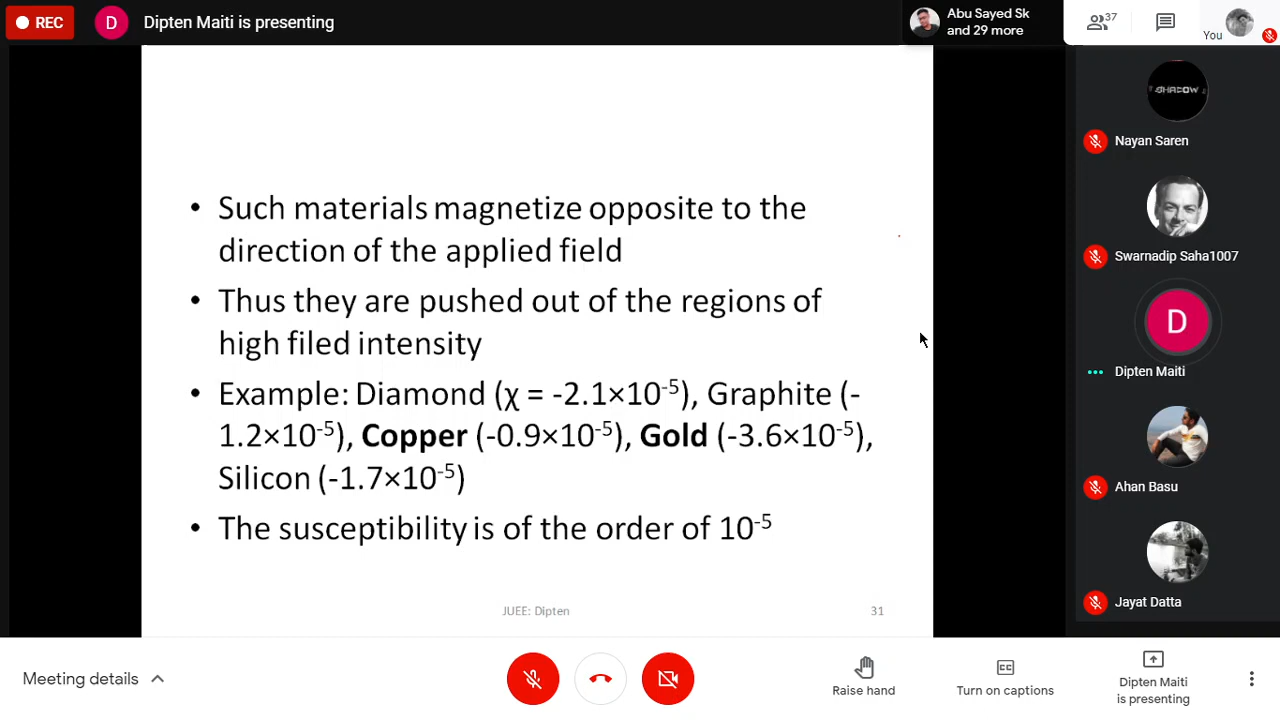 REC
D
Dipten Maiti is presenting
Abu Sayed Sk
and 29 more
37
You
SHADOW
Nayan Saren
Swarnadip Saha1007
D
Dipten Maiti
Ahan Basu
Jayat Datta
• Such materials magnetize opposite to the
direction of the applied field
• Thus they are pushed out of the regions of
high filed intensity
• Example: Diamond (χ = -2.1×10⁻⁵), Graphite (-
1.2×10⁻⁵), Copper (-0.9×10⁻⁵), Gold (-3.6×10⁻⁵),
Silicon (-1.7×10⁻⁵)
• The susceptibility is of the order of 10⁻⁵
JUEE: Dipten
31
Meeting details
Raise hand
CC
Turn on captions
Dipten Maiti
is presenting